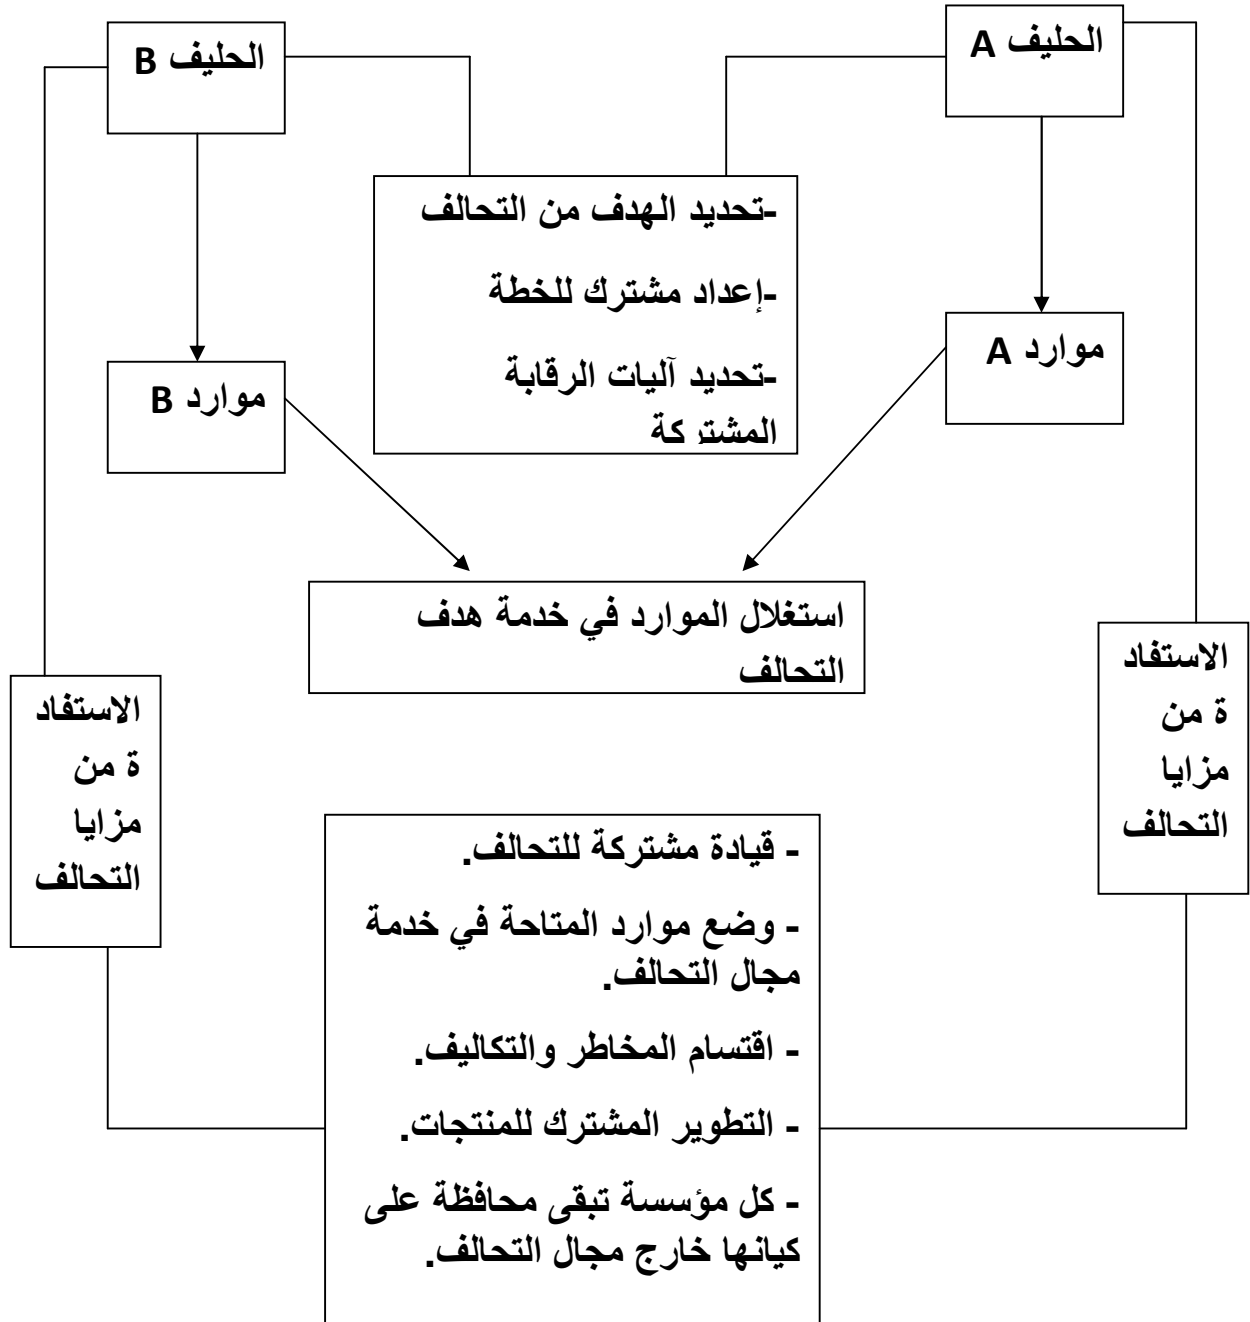 الحليف A
الحليف B
-تحديد الهدف من التحالف
-إعداد مشترك للخطة
-تحديد آليات الرقابة
المشتركة
موارد A
موارد B
استغلال الموارد في خدمة هدف
التحالف
الاستفاد
ة من
مزايا
التحالف
الاستفاد
ة من
مزايا
التحالف
- قيادة مشتركة للتحالف.
- وضع موارد المتاحة في خدمة
مجال التحالف.
- اقتسام المخاطر والتكاليف.
- التطوير المشترك للمنتجات.
- كل مؤسسة تبقى محافظة على
كيانها خارج مجال التحالف.